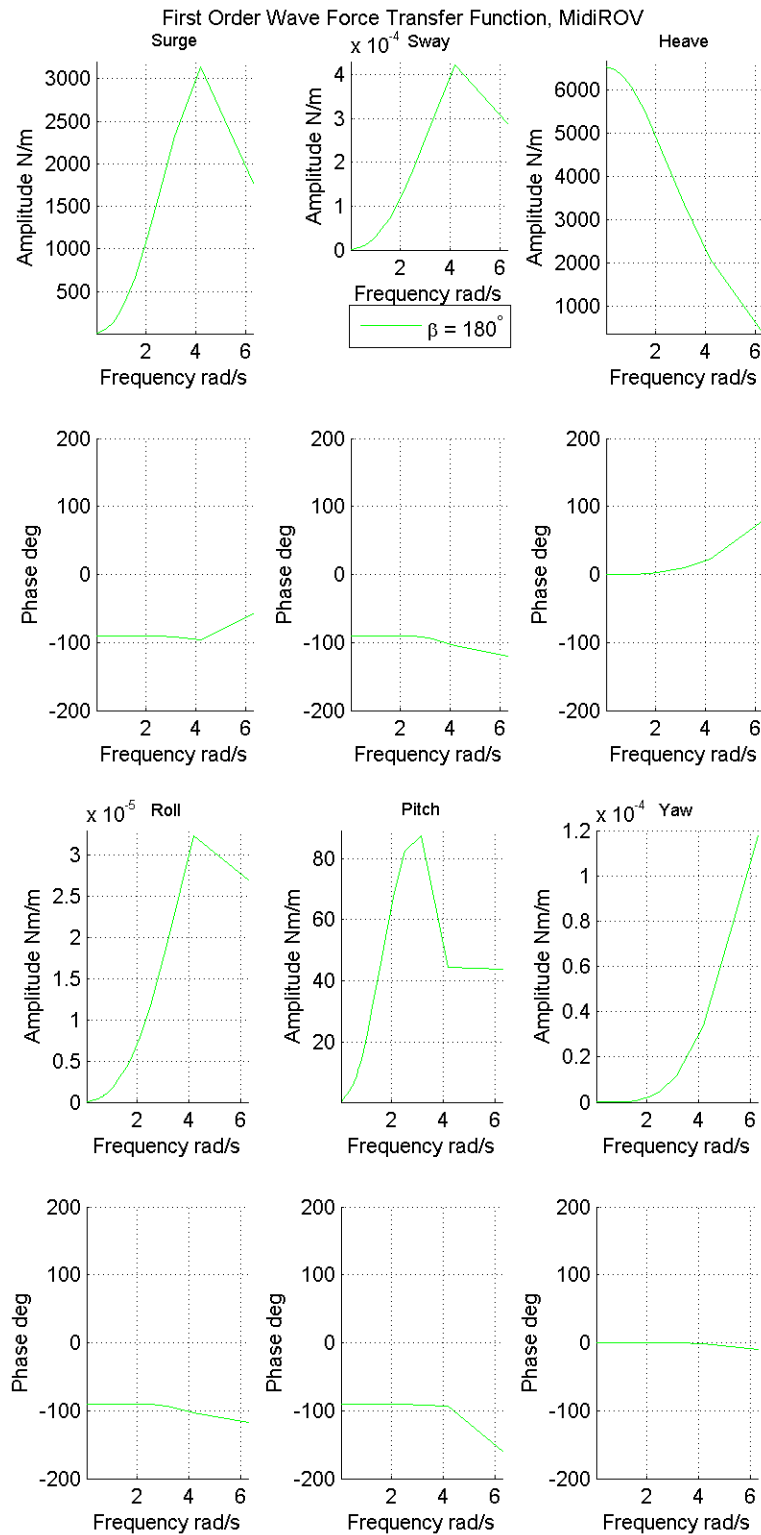 First Order Wave Force Transfer Function, MidiROV
Surge
Amplitude N/m
3000
2500
2000
1500
1000
500
2 4 6
Frequency rad/s
x 10⁻⁴ Sway
Amplitude N/m
4
3
2
1
0
2 4 6
Frequency rad/s
β = 180°
Heave
Amplitude N/m
6000
5000
4000
3000
2000
1000
2 4 6
Frequency rad/s
Phase deg
200
100
0
-100
-200
2 4 6
Frequency rad/s
Phase deg
200
100
0
-100
-200
2 4 6
Frequency rad/s
Phase deg
200
100
0
-100
-200
2 4 6
Frequency rad/s
x 10⁻⁵ Roll
Amplitude Nm/m
3
2.5
2
1.5
1
0.5
0
2 4 6
Frequency rad/s
Pitch
Amplitude Nm/m
80
60
40
20
2 4 6
Frequency rad/s
x 10⁻⁴ Yaw
Amplitude Nm/m
1.2
1
0.8
0.6
0.4
0.2
0
2 4 6
Frequency rad/s
Phase deg
200
100
0
-100
-200
2 4 6
Frequency rad/s
Phase deg
200
100
0
-100
-200
2 4 6
Frequency rad/s
Phase deg
200
100
0
-100
-200
2 4 6
Frequency rad/s